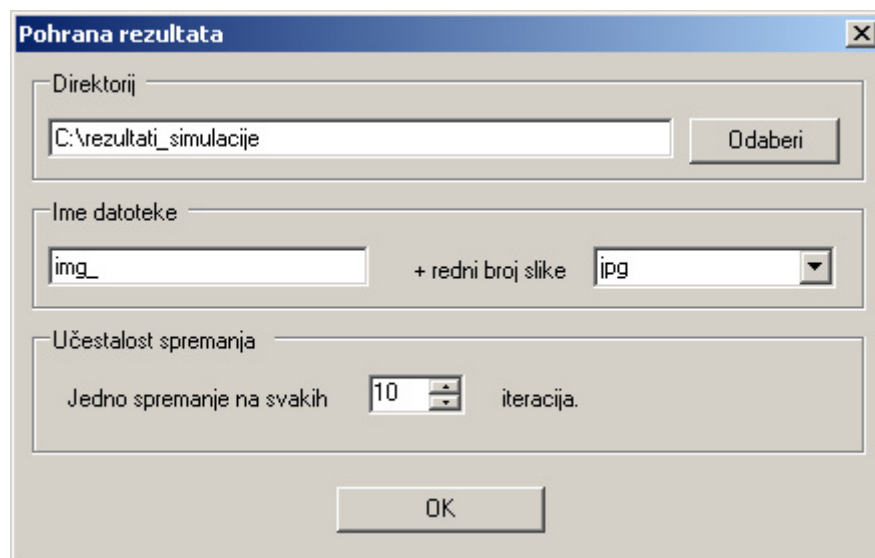 Pohrana rezultata
Direktorij
C:\rezultati_simulacije
Odaberi
Ime datoteke
img_ + redni broj slike jpg
Učestalost spremanja
Jedno spremanje na svakih 10 iteracija.
OK